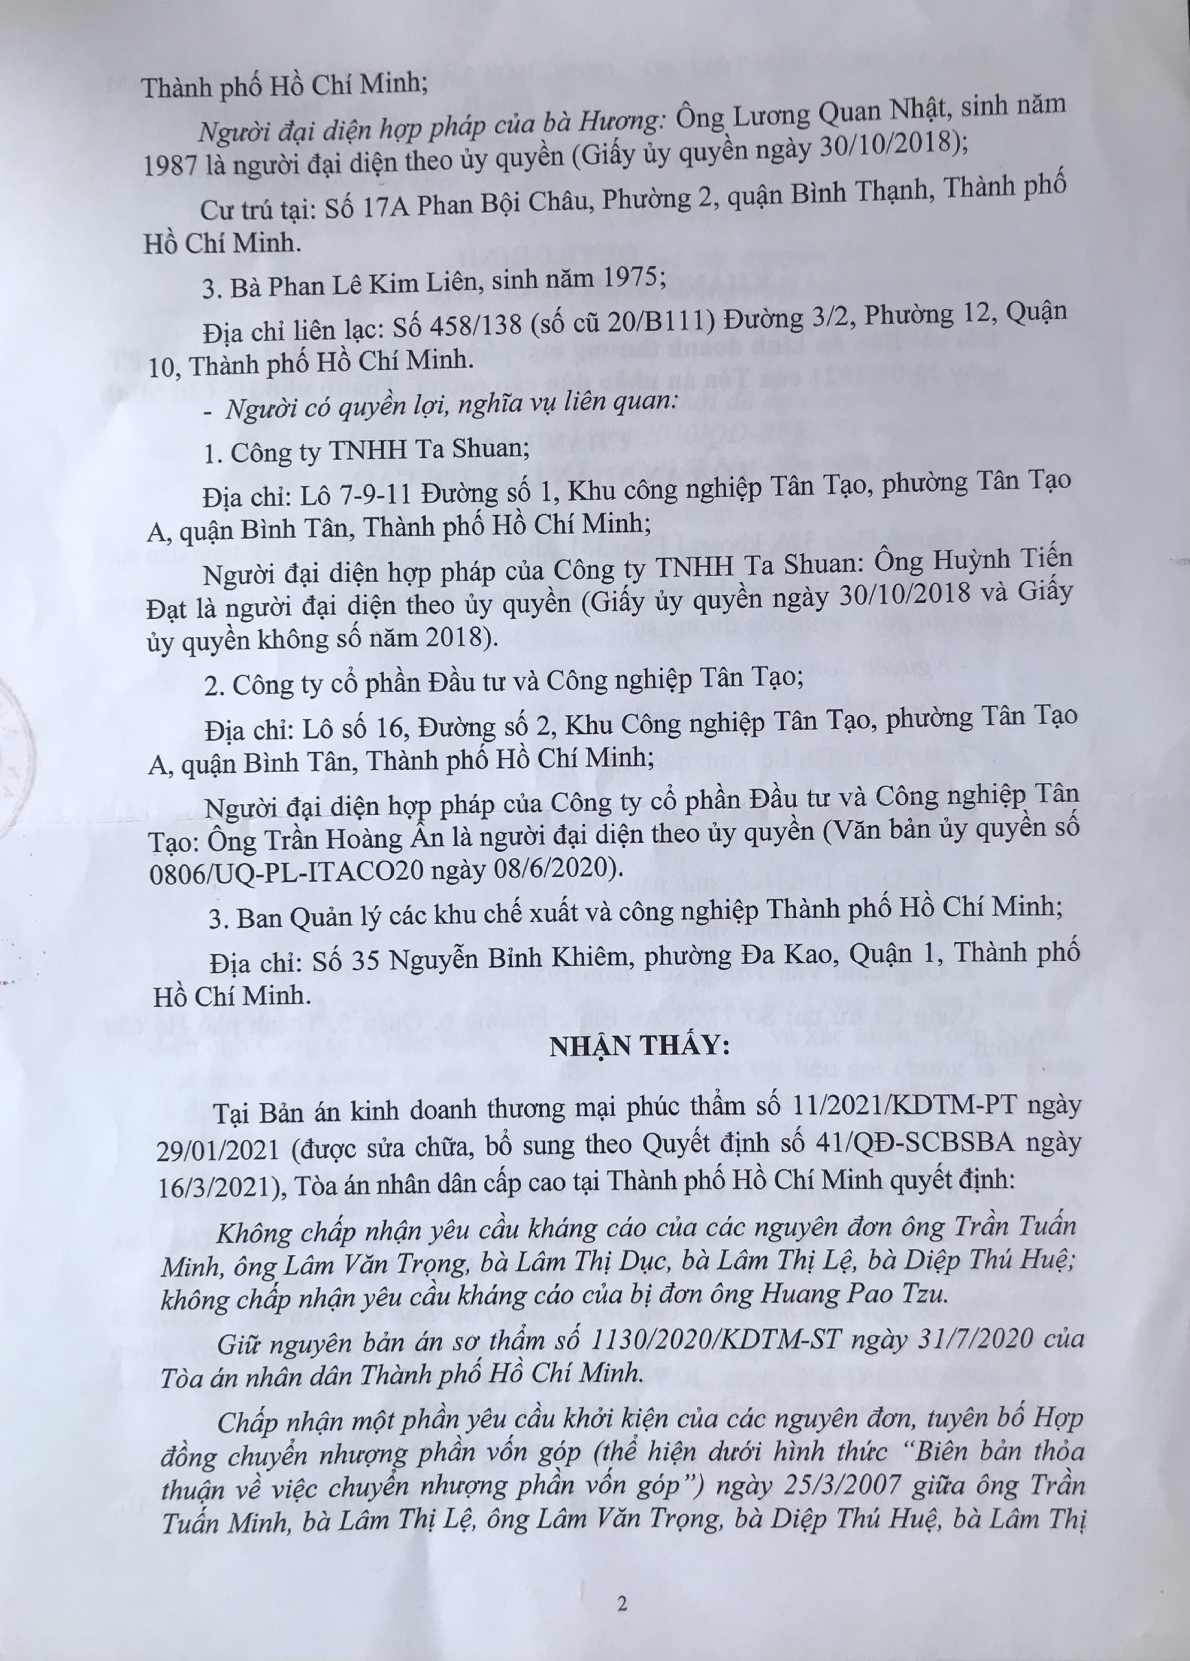 Thành phố Hồ Chí Minh;
Người đại diện hợp pháp của bà Hương: Ông Lương Quan Nhật, sinh năm
1987 là người đại diện theo ủy quyền (Giấy ủy quyền ngày 30/10/2018);
Cư trú tại: Số 17A Phan Bội Châu, Phường 2, quận Bình Thạnh, Thành phố
Hồ Chí Minh.
3. Bà Phan Lê Kim Liên, sinh năm 1975;
Địa chỉ liên lạc: Số 458/138 (số cũ 20/B111) Đường 3/2, Phường 12, Quận
10, Thành phố Hồ Chí Minh.
- Người có quyền lợi, nghĩa vụ liên quan:
1. Công ty TNHH Ta Shuan;
Địa chỉ: Lô 7-9-11 Đường số 1, Khu công nghiệp Tân Tạo, phường Tân Tạo
A, quận Bình Tân, Thành phố Hồ Chí Minh;
Người đại diện hợp pháp của Công ty TNHH Ta Shuan: Ông Huỳnh Tiến
Đạt là người đại diện theo ủy quyền (Giấy ủy quyền ngày 30/10/2018 và Giấy
ủy quyền không số năm 2018).
2. Công ty cổ phần Đầu tư và Công nghiệp Tân Tạo;
Địa chỉ: Lô số 16, Đường số 2, Khu Công nghiệp Tân Tạo, phường Tân Tạo
A, quận Bình Tân, Thành phố Hồ Chí Minh;
Người đại diện hợp pháp của Công ty cổ phần Đầu tư và Công nghiệp Tân
Tạo: Ông Trần Hoàng Ân là người đại diện theo ủy quyền (Văn bản ủy quyền số
0806/UQ-PL-ITACO20 ngày 08/6/2020).
3. Ban Quản lý các khu chế xuất và công nghiệp Thành phố Hồ Chí Minh;
Địa chỉ: Số 35 Nguyễn Bỉnh Khiêm, phường Đa Kao, Quận 1, Thành phố
Hồ Chí Minh.
NHẬN THẤY:
Tại Bản án kinh doanh thương mại phúc thẩm số 11/2021/KDTM-PT ngày
29/01/2021 (được sửa chữa, bổ sung theo Quyết định số 41/QĐ-SCBSBA ngày
16/3/2021), Tòa án nhân dân cấp cao tại Thành phố Hồ Chí Minh quyết định:
Không chấp nhận yêu cầu kháng cáo của các nguyên đơn ông Trần Tuấn
Minh, ông Lâm Văn Trọng, bà Lâm Thị Dục, bà Lâm Thị Lệ, bà Diệp Thú Huệ;
không chấp nhận yêu cầu kháng cáo của bị đơn ông Huang Pao Tzu.
Giữ nguyên bản án sơ thẩm số 1130/2020/KDTM-ST ngày 31/7/2020 của
Tòa án nhân dân Thành phố Hồ Chí Minh.
Chấp nhận một phần yêu cầu khởi kiện của các nguyên đơn, tuyên bố Hợp
đồng chuyển nhượng phần vốn góp (thể hiện dưới hình thức “Biên bản thỏa
thuận về việc chuyển nhượng phần vốn góp”) ngày 25/3/2007 giữa ông Trần
Tuấn Minh, bà Lâm Thị Lệ, ông Lâm Văn Trọng, bà Diệp Thú Huệ, bà Lâm Thị
2